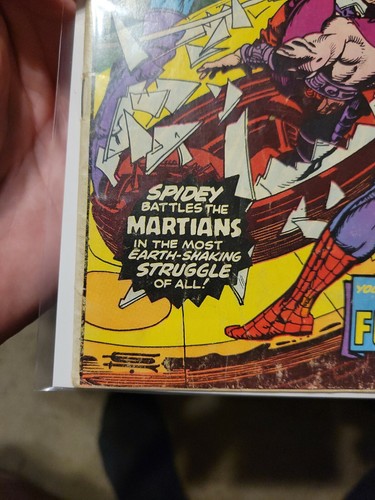 SPIDEY
BATTLES THE
MARTIANS
IN THE MOST
EARTH-SHAKING
STRUGGLE
OF ALL!